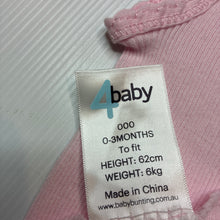 4baby
000
0-3MONTHS
To fit
HEIGHT: 62cm
WEIGHT: 6kg
Made in China
www.babybunting.com.au